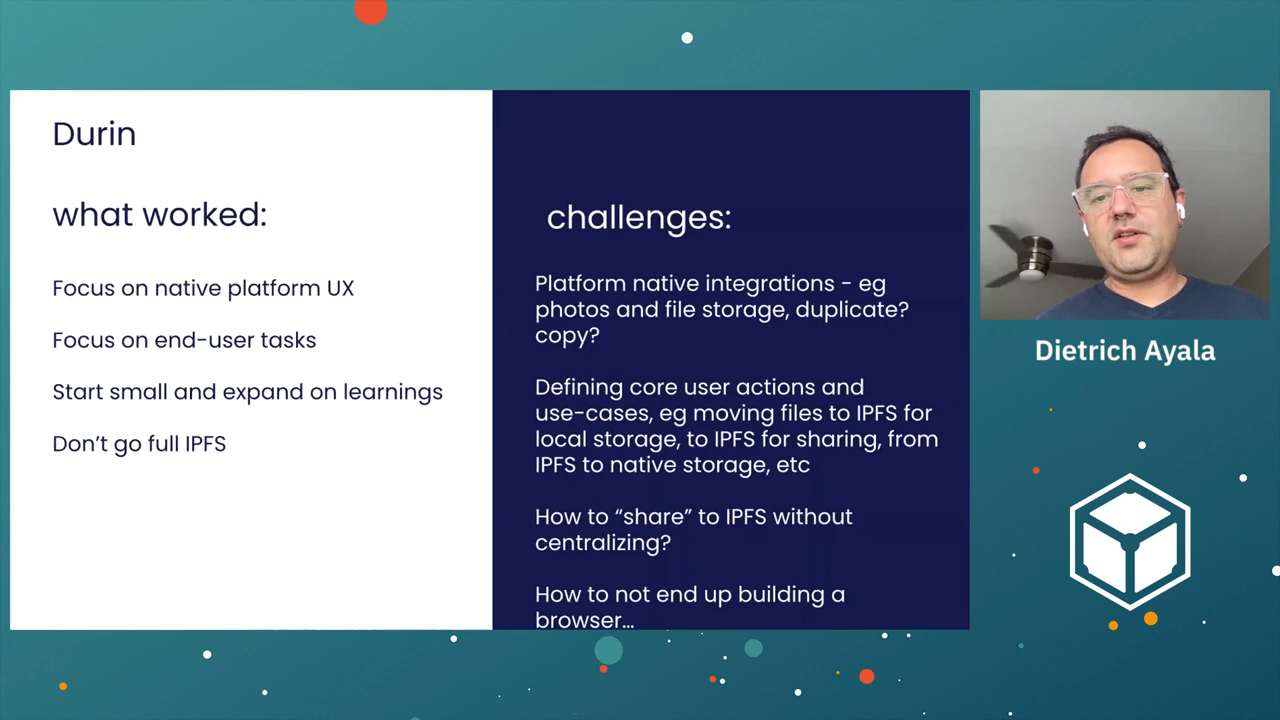 Durin
what worked:
Focus on native platform UX
Focus on end-user tasks
Start small and expand on learnings
Don’t go full IPFS
challenges:
Platform native integrations - eg
photos and file storage, duplicate?
copy?
Defining core user actions and
use-cases, eg moving files to IPFS for
local storage, to IPFS for sharing, from
IPFS to native storage, etc
How to “share” to IPFS without
centralizing?
How to not end up building a
browser…
Dietrich Ayala